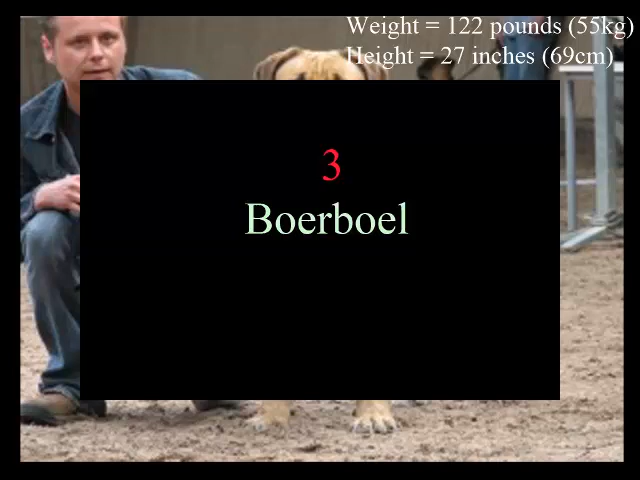 Weight = 122 pounds (55kg)
Height = 27 inches (69cm)
3
Boerboel